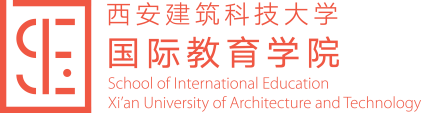 西安建筑科技大学
国际教育学院
School of International Education
Xi'an University of Architecture and Technology